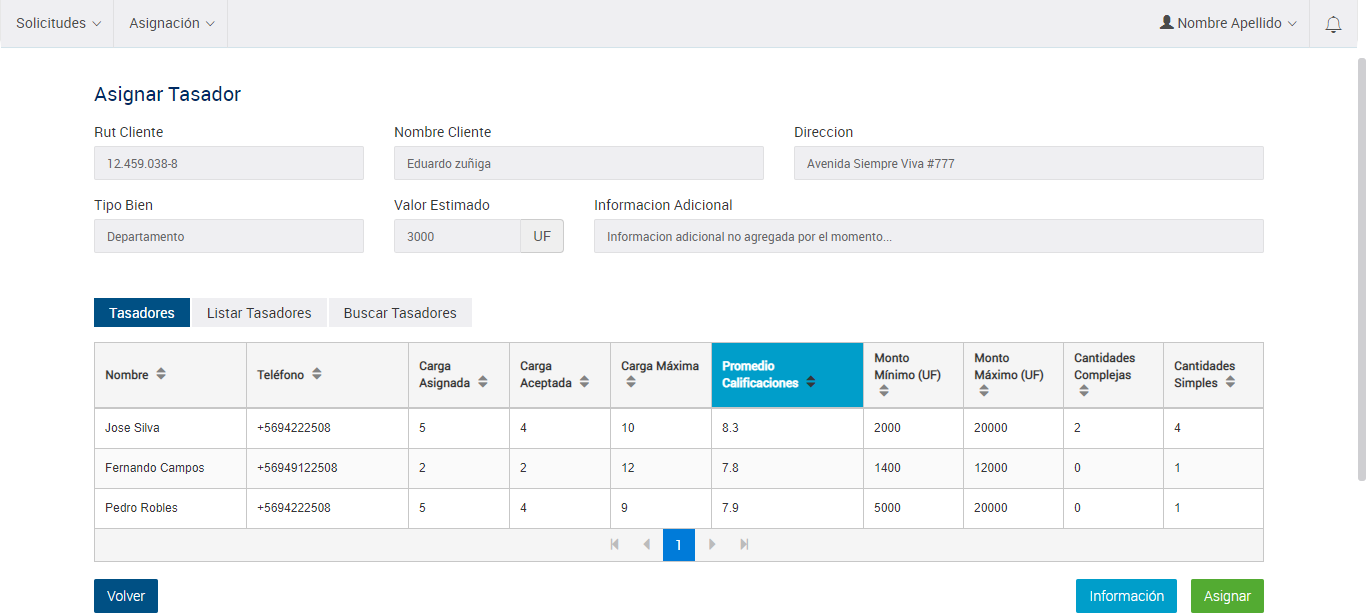 Solicitudes Asignación Nombre Apellido
Asignar Tasador
Rut Cliente Nombre Cliente Direccion
12.459.038-8 Eduardo zuñiga Avenida Siempre Viva #777
Tipo Bien Valor Estimado Informacion Adicional
Departamento 3000 UF Informacion adicional no agregada por el momento...
Tasadores Listar Tasadores Buscar Tasadores
Nombre Teléfono Carga Asignada Carga Aceptada Carga Máxima Promedio Calificaciones Monto Mínimo (UF) Monto Máximo (UF) Cantidades Complejas Cantidades Simples
Jose Silva +5694222508 5 4 10 8.3 2000 20000 2 4
Fernando Campos +56949122508 2 2 12 7.8 1400 12000 0 1
Pedro Robles +5694222508 5 4 9 7.9 5000 20000 0 1
1
Volver Información Asignar